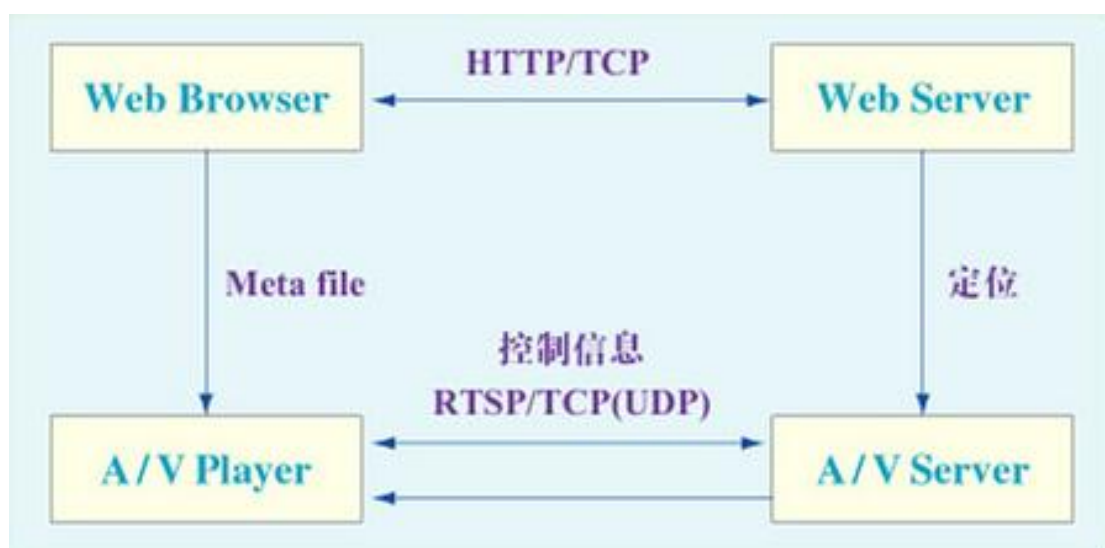 HTTP/TCP
Web Browser
Web Server
Meta file
定位
控制信息
RTSP/TCP(UDP)
A/V Player
A/V Server